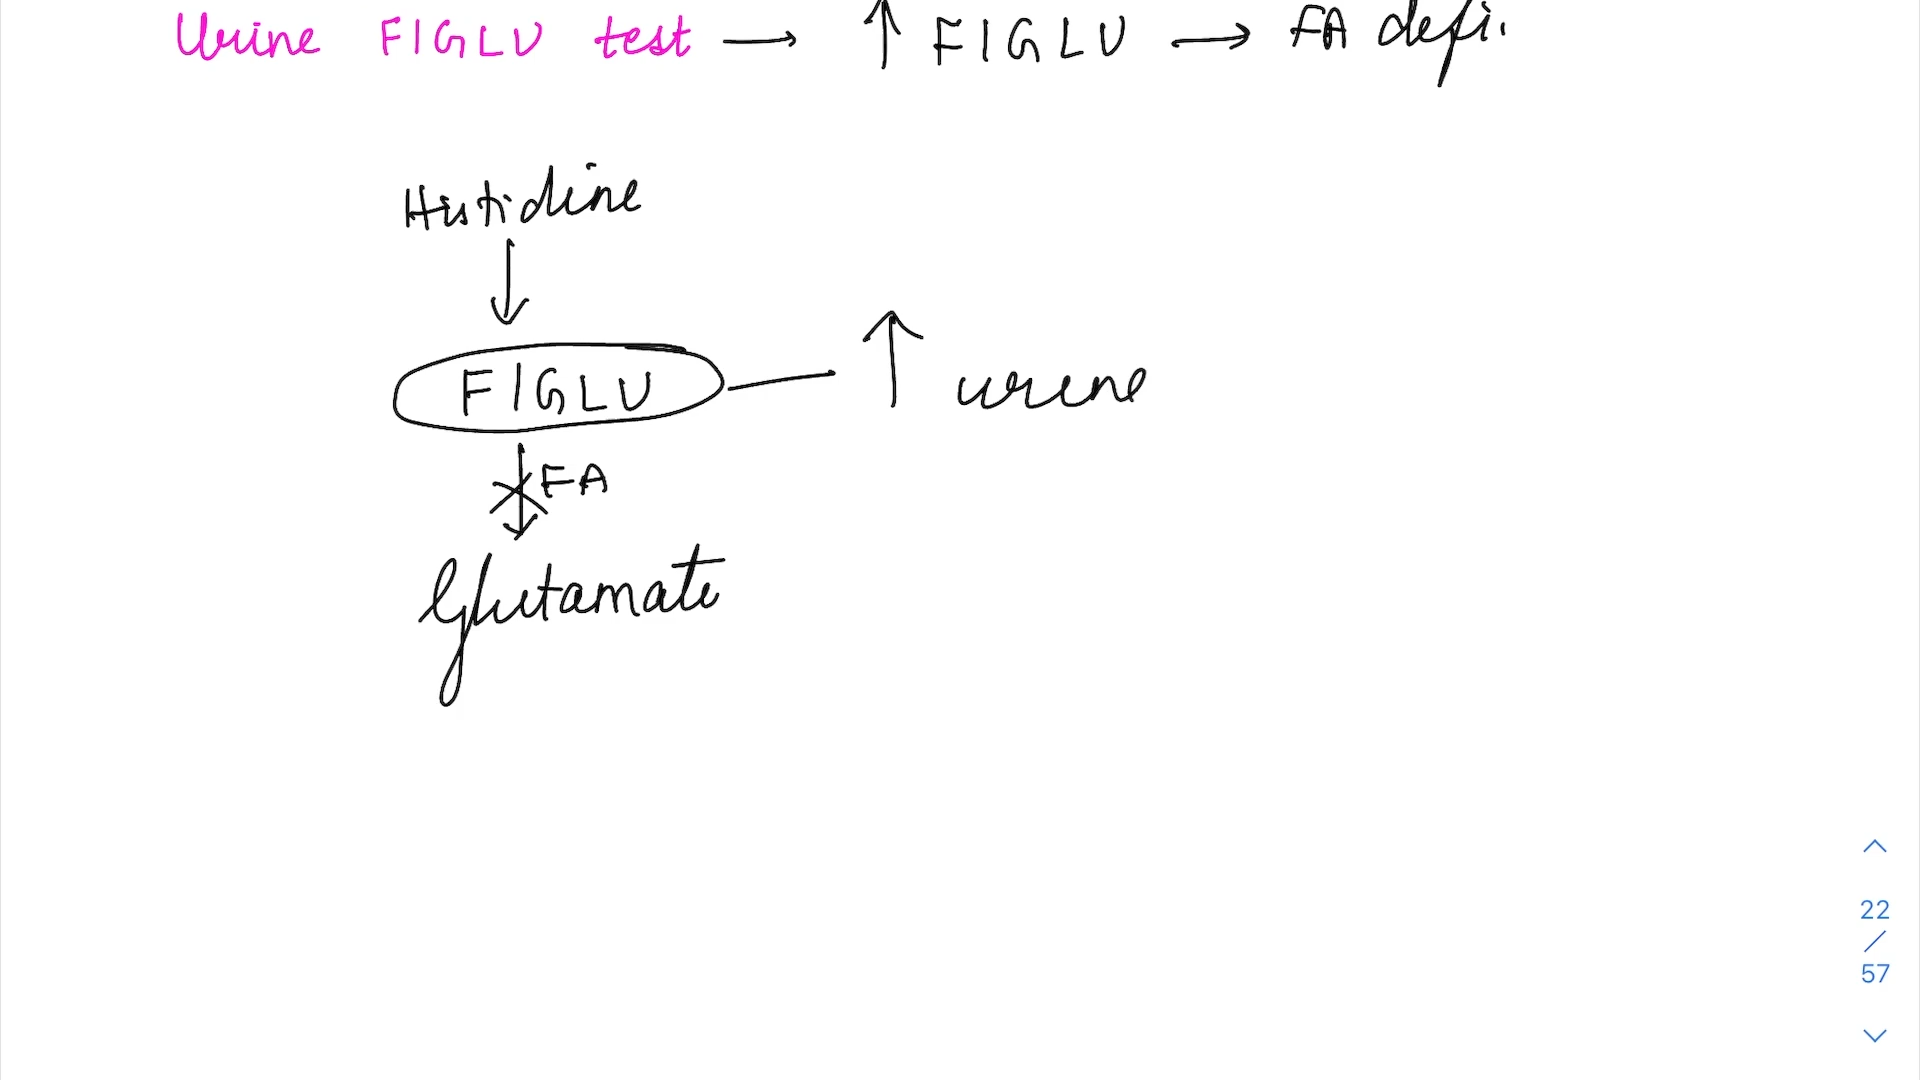 Urine FIGLU test → ↑ FIGLU → FA defi.
Histidine
↓
FIGLU — ↑ urine
FA
Glutamate
22
/
57